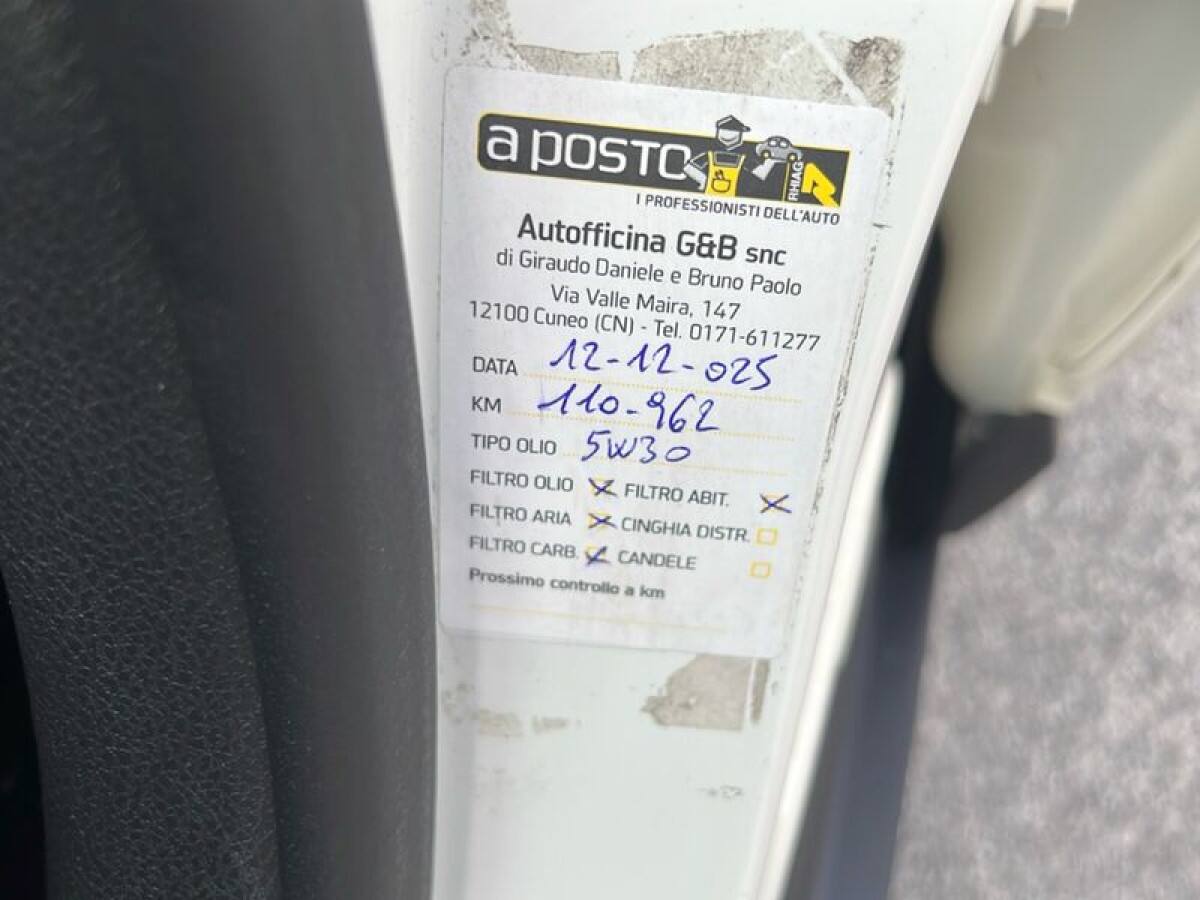 a POSTO
RHIAG
I PROFESSIONISTI DELL'AUTO
Autofficina G&B snc
di Giraudo Daniele e Bruno Paolo
Via Valle Maira, 147
12100 Cuneo (CN) - Tel. 0171-611277
DATA 12-12-025
KM 110-962
TIPO OLIO 5W30
FILTRO OLIO FILTRO ABIT.
FILTRO ARIA CINGHIA DISTR.
FILTRO CARB. CANDELE
Prossimo controllo a km